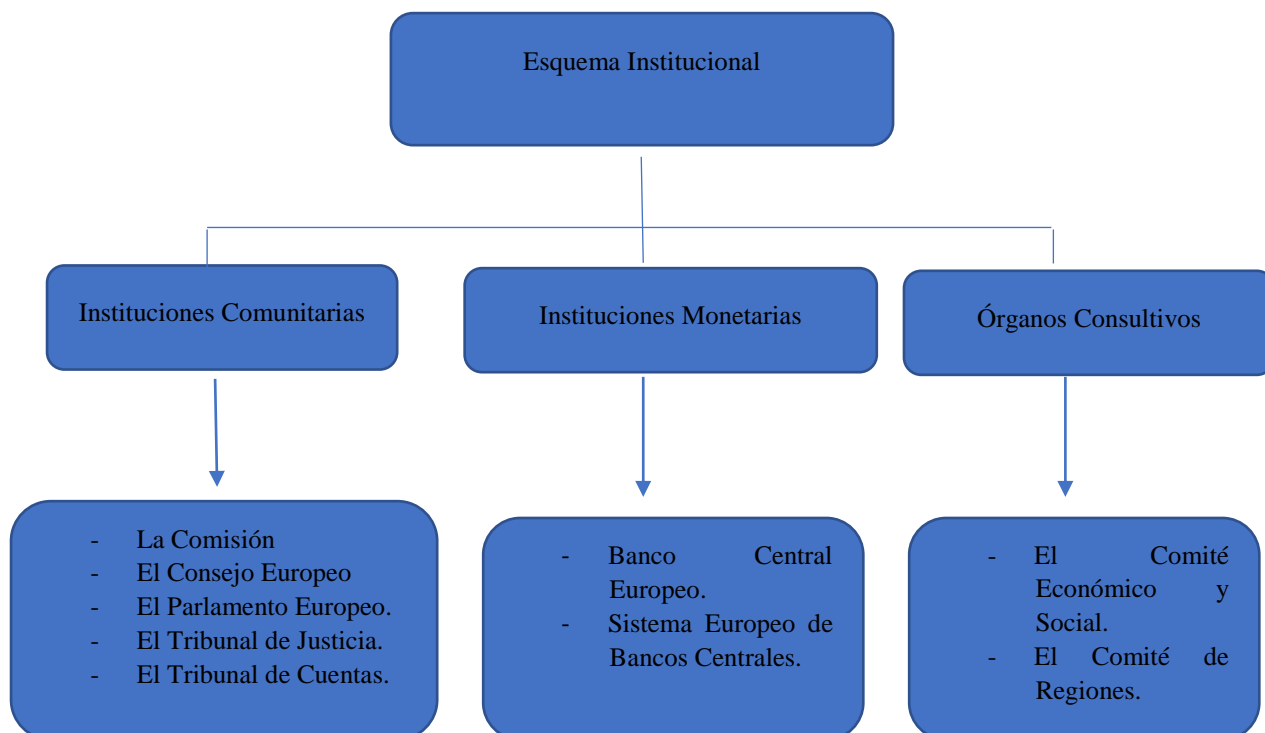 Esquema Institucional
Instituciones Comunitarias
Instituciones Monetarias
Órganos Consultivos
- La Comisión
- El Consejo Europeo
- El Parlamento Europeo.
- El Tribunal de Justicia.
- El Tribunal de Cuentas.
- Banco Central
Europeo.
- Sistema Europeo de
Bancos Centrales.
- El Comité
Económico y
Social.
- El Comité de
Regiones.